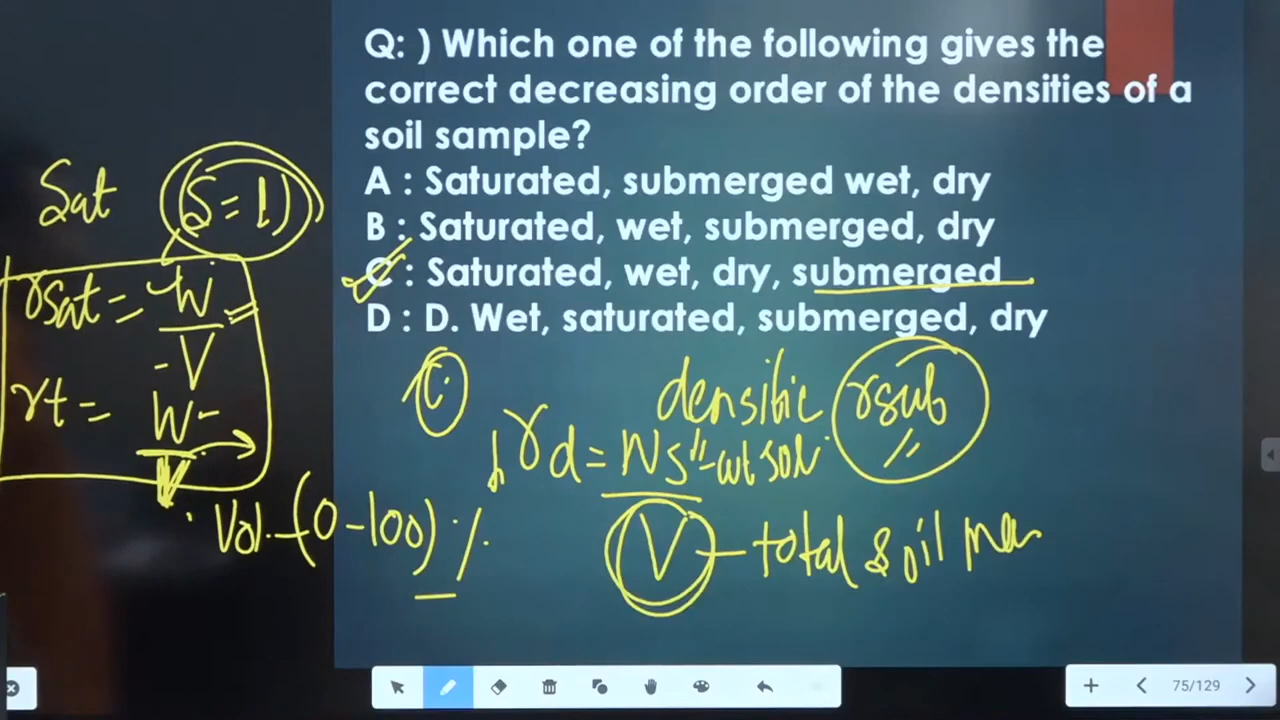 Q: ) Which one of the following gives the
correct decreasing order of the densities of a
soil sample?
A : Saturated, submerged wet, dry
B : Saturated, wet, submerged, dry
C : Saturated, wet, dry, submerged
D : D. Wet, saturated, submerged, dry
Sat (S = 1)
γsat = W
V
γt = W
V
Vol. - (0 - 100) %
C
γd = Ws - wt soli
V - total soil
γsub
75/129